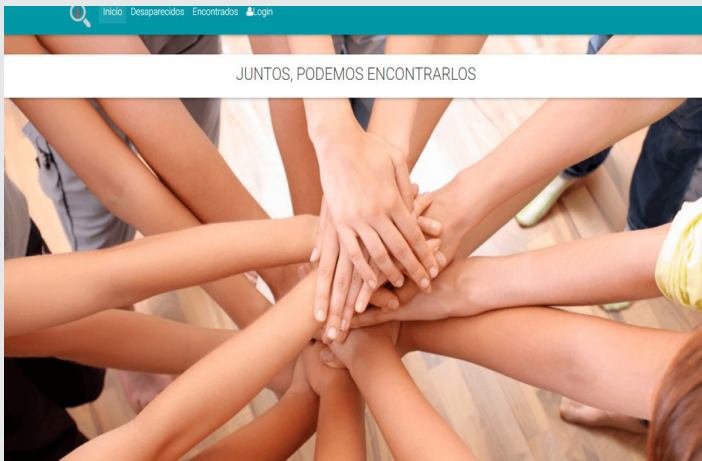 Inicio Desaparecidos Encontrados Login
JUNTOS, PODEMOS ENCONTRARLOS